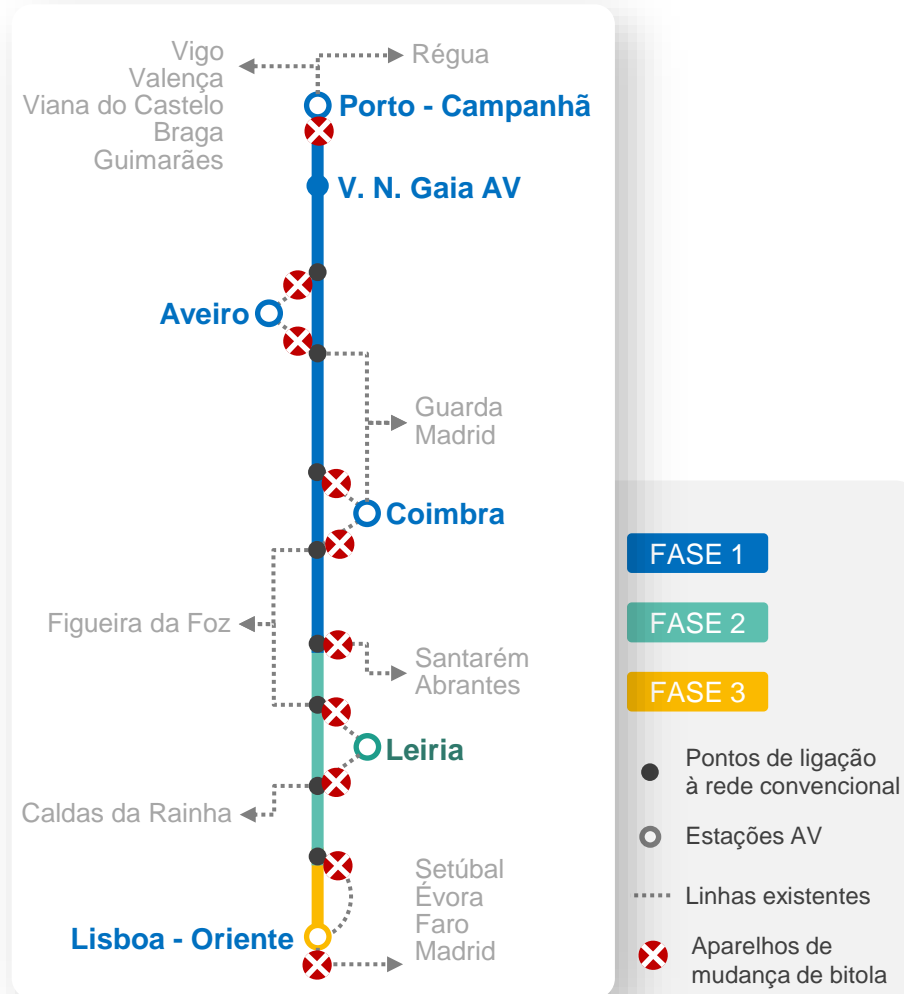 Vigo
Valença
Viana do Castelo
Braga
Guimarães
Régua
Porto - Campanhã
V. N. Gaia AV
Aveiro
Guarda
Madrid
Coimbra
Figueira da Foz
Santarém
Abrantes
Leiria
Caldas da Rainha
Setúbal
Évora
Faro
Madrid
Lisboa - Oriente
FASE 1
FASE 2
FASE 3
Pontos de ligação
à rede convencional
Estações AV
Linhas existentes
Aparelhos de
mudança de bitola